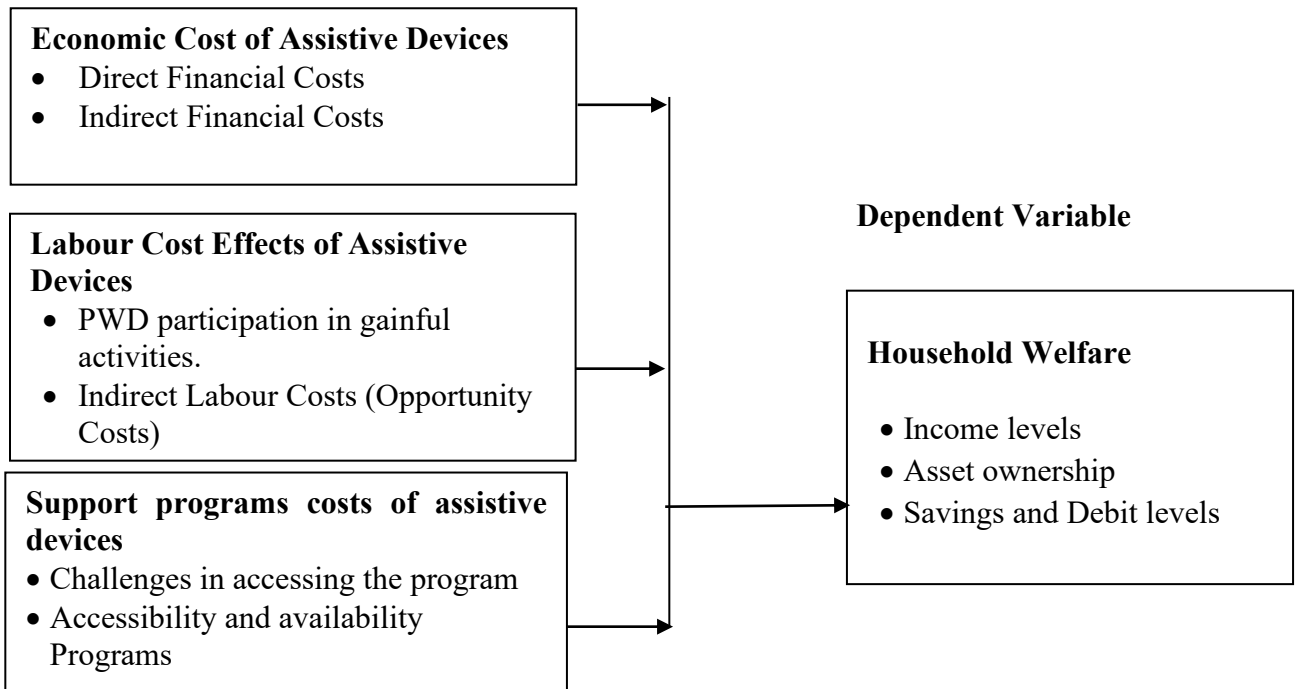 Economic Cost of Assistive Devices
• Direct Financial Costs
• Indirect Financial Costs
Labour Cost Effects of Assistive
Devices
• PWD participation in gainful
activities.
• Indirect Labour Costs (Opportunity
Costs)
Support programs costs of assistive
devices
• Challenges in accessing the program
• Accessibility and availability
Programs
Dependent Variable
Household Welfare
• Income levels
• Asset ownership
• Savings and Debit levels